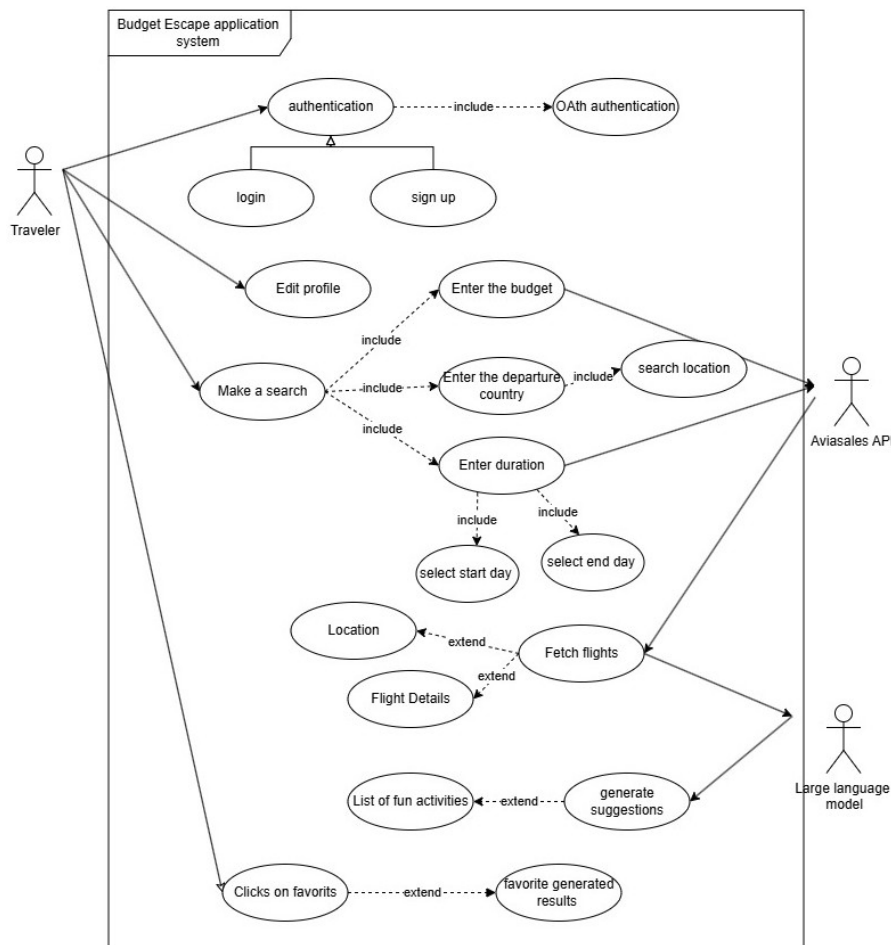 Budget Escape application
system
authentication
include
OAth authentication
Traveler
login
sign up
Edit profile
Enter the budget
include
Make a search
include
Enter the departure
country
include
search location
include
Enter duration
Aviasales AP
include
include
select start day
select end day
Location
extend
Fetch flights
extend
Flight Details
List of fun activities
extend
generate
suggestions
Large language
model
Clicks on favorits
extend
favorite generated
results